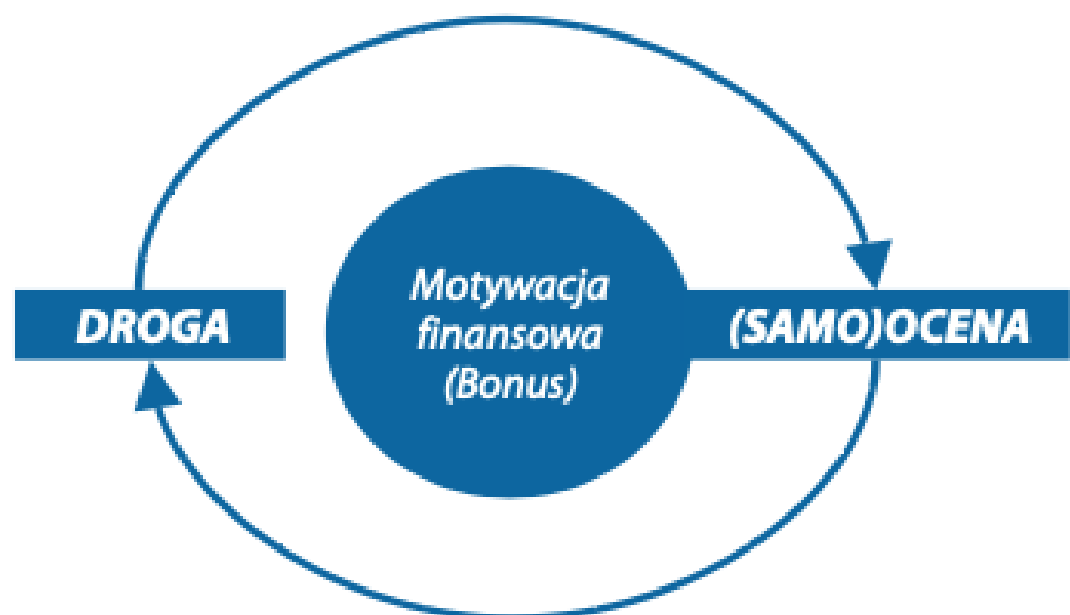 DROGA
Motywacja
finansowa
(Bonus)
(SAMO)OCENA